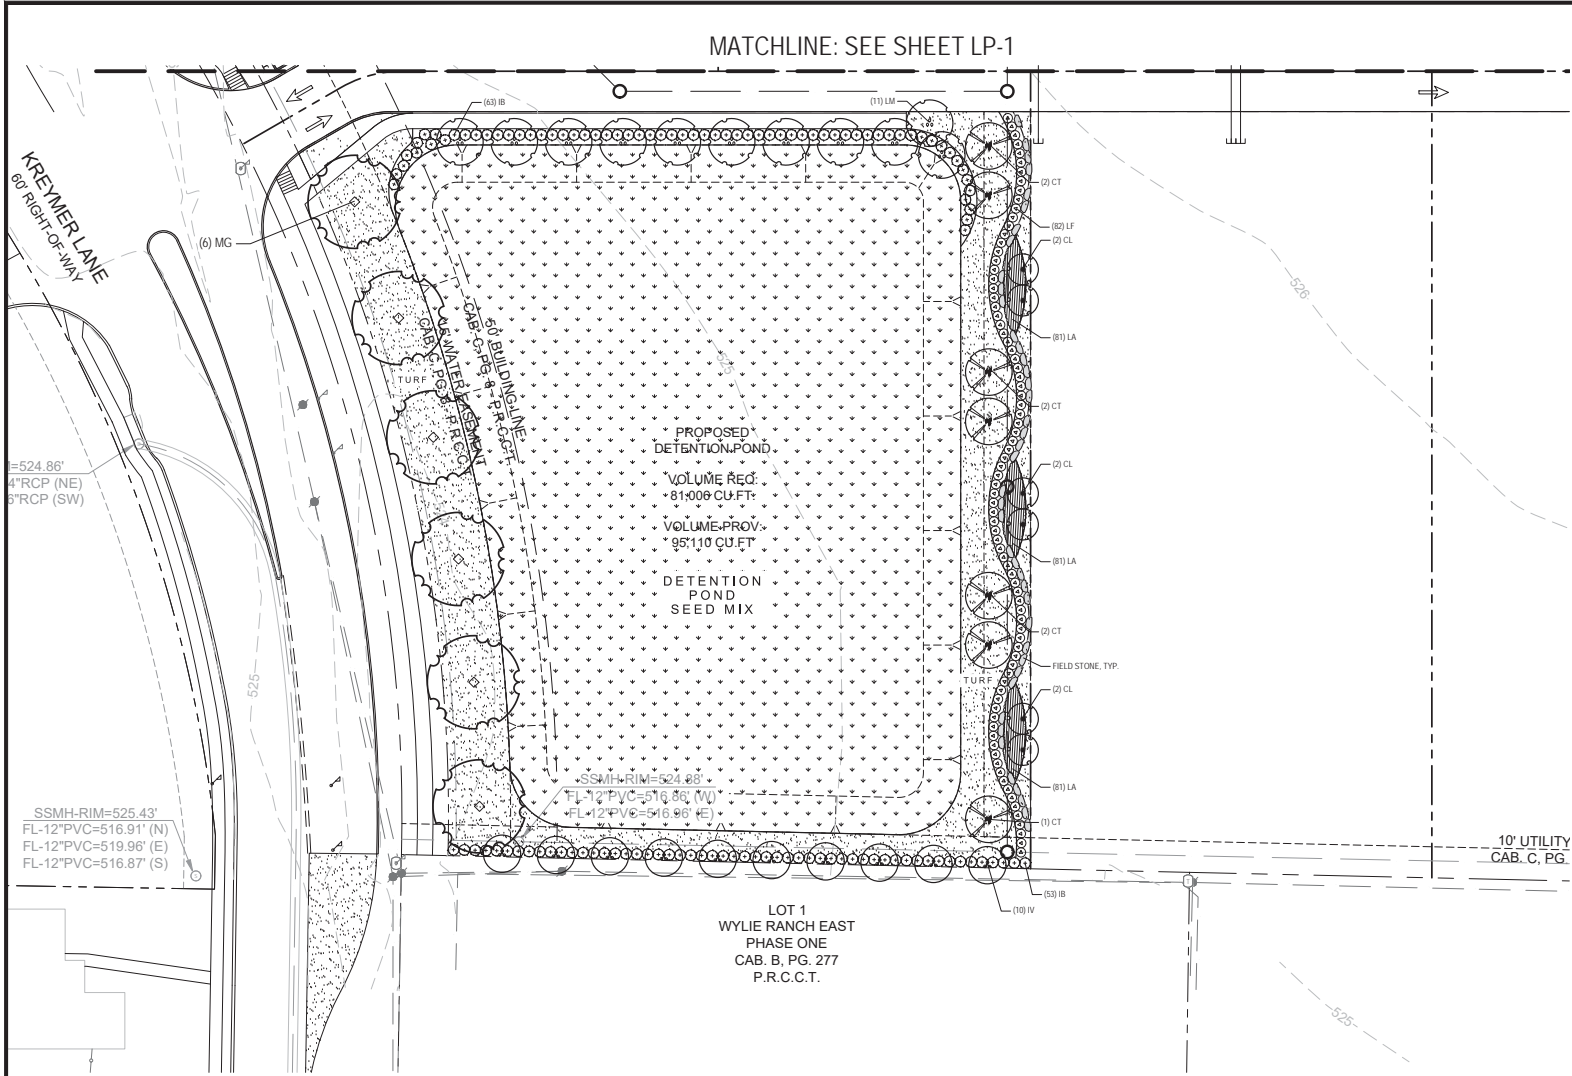 MATCHLINE: SEE SHEET LP-1
(63) IB
(11) LM
KREYMER LANE
60' RIGHT-OF-WAY
(6) MG
(2) CT
(82) LF
(2) CL
526
(81) LA
50' BUILDING LINE
CAB. C, PG. 8 P.R.C.C.T.
15' WATER EASEMENT
CAB. C, PG. 8 P.R.C.C.
TURF
525
(2) CT
PROPOSED
DETENTION POND
VOLUME REQ:
81,006 CU.FT.
VOLUME PROV:
95,110 CU.FT
DETENTION
POND
SEED MIX
=524.86'
4"RCP (NE)
6"RCP (SW)
(2) CL
(81) LA
(2) CT
FIELD STONE, TYP.
TURF
(2) CL
525
(81) LA
SSMH-RIM=524.88'
FL-12"PVC=516.86' (W)
FL-12"PVC=516.96' (E)
SSMH-RIM=525.43'
FL-12"PVC=516.91' (N)
FL-12"PVC=519.96' (E)
FL-12"PVC=516.87' (S)
(1) CT
10' UTILITY
CAB. C, PG
(53) IB
(10) IV
LOT 1
WYLIE RANCH EAST
PHASE ONE
CAB. B, PG. 277
P.R.C.C.T.
525